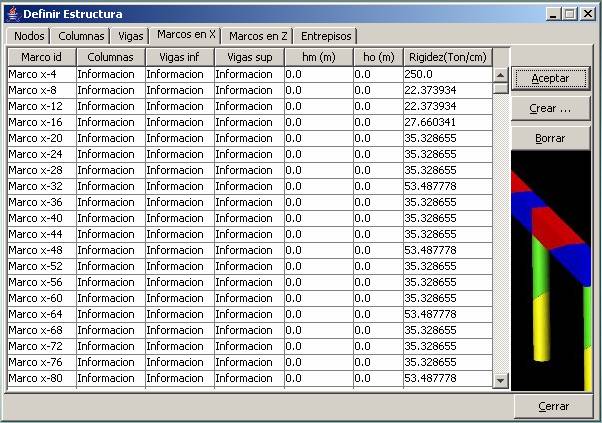 Definir Estructura
Nodos Columnas Vigas Marcos en X Marcos en Z Entrepisos
Marco id Columnas Vigas inf Vigas sup hm (m) ho (m) Rigidez(Ton/cm)
Marco x-4 Informacion Informacion Informacion 0.0 0.0 250.0
Aceptar
Marco x-8 Informacion Informacion Informacion 0.0 0.0 22.373934
Marco x-12 Informacion Informacion Informacion 0.0 0.0 22.373934
Crear ...
Marco x-16 Informacion Informacion Informacion 0.0 0.0 27.660341
Marco x-20 Informacion Informacion Informacion 0.0 0.0 35.328655
Borrar
Marco x-24 Informacion Informacion Informacion 0.0 0.0 35.328655
Marco x-28 Informacion Informacion Informacion 0.0 0.0 35.328655
Marco x-32 Informacion Informacion Informacion 0.0 0.0 53.487778
Marco x-36 Informacion Informacion Informacion 0.0 0.0 35.328655
Marco x-40 Informacion Informacion Informacion 0.0 0.0 35.328655
Marco x-44 Informacion Informacion Informacion 0.0 0.0 35.328655
Marco x-48 Informacion Informacion Informacion 0.0 0.0 53.487778
Marco x-52 Informacion Informacion Informacion 0.0 0.0 35.328655
Marco x-56 Informacion Informacion Informacion 0.0 0.0 35.328655
Marco x-60 Informacion Informacion Informacion 0.0 0.0 35.328655
Marco x-64 Informacion Informacion Informacion 0.0 0.0 53.487778
Marco x-68 Informacion Informacion Informacion 0.0 0.0 35.328655
Marco x-72 Informacion Informacion Informacion 0.0 0.0 35.328655
Marco x-76 Informacion Informacion Informacion 0.0 0.0 35.328655
Marco x-80 Informacion Informacion Informacion 0.0 0.0 53.487778
Cerrar